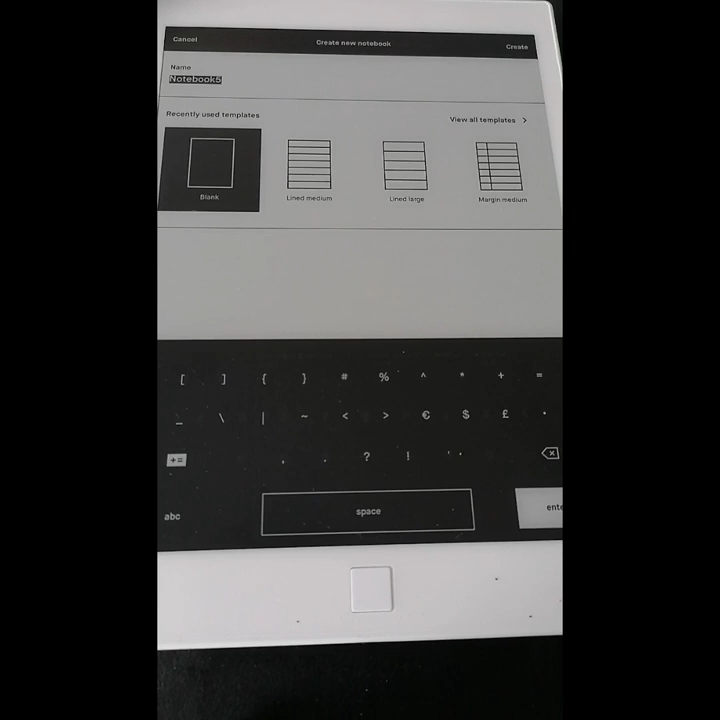 Cancel Create new notebook Create
Name
Notebook5
Recently used templates View all templates >
Blank Lined medium Lined large Margin medium
[ ] { } # % ^ * + =
_ \ | ~ < > € $ £ •
+= . , ? ! '
abc space ente